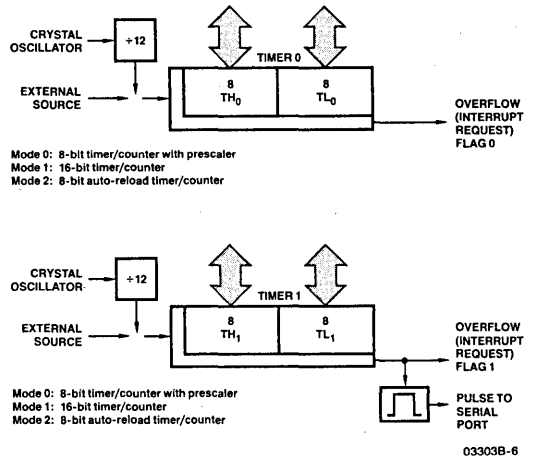 CRYSTAL
OSCILLATOR
÷12
TIMER 0
EXTERNAL
SOURCE
8
TH0
8
TL0
OVERFLOW
(INTERRUPT
REQUEST)
FLAG 0
Mode 0: 8-bit timer/counter with prescaler
Mode 1: 16-bit timer/counter
Mode 2: 8-bit auto-reload timer/counter
CRYSTAL
OSCILLATOR
÷12
TIMER 1
EXTERNAL
SOURCE
8
TH1
8
TL1
OVERFLOW
(INTERRUPT
REQUEST)
FLAG 1
PULSE TO
SERIAL
PORT
Mode 0: 8-bit timer/counter with prescaler
Mode 1: 16-bit timer/counter
Mode 2: 8-bit auto-reload timer/counter
03303B-6